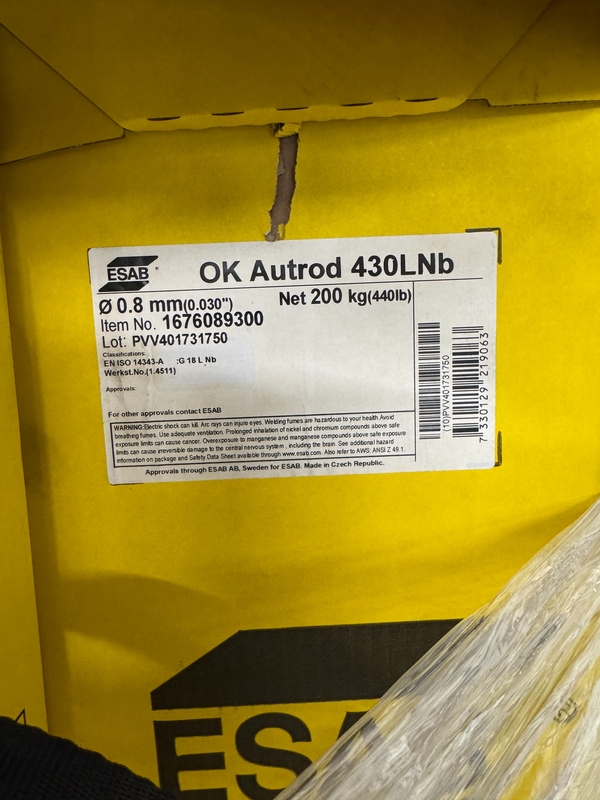 ESAB
OK Autrod 430LNb
Ø 0.8 mm(0.030") Net 200 kg(440lb)
Item No. 1676089300
Lot: PVV401731750
Classifications:
EN ISO 14343-A :G 18 L Nb
Werkst.No.(1.4511)
Approvals:
For other approvals contact ESAB
WARNING:Electric shock can kill. Arc rays can injure eyes. Welding fumes are hazardous to your health.Avoid
breathing fumes. Use adequate ventilation. Prolonged inhalation of nickel and chromium compounds above safe
exposure limits can cause cancer. Overexposure to manganese and manganese compounds above safe exposure
limits can cause irreversible damage to the central nervous system , including the brain. See additional hazard
information on package and Safety Data Sheet available through www.esab.com. Also refer to AWS: ANSI Z 49.1.
Approvals through ESAB AB, Sweden for ESAB. Made in Czech Republic.
(10)PVV401731750
7 330129 219063
ESA